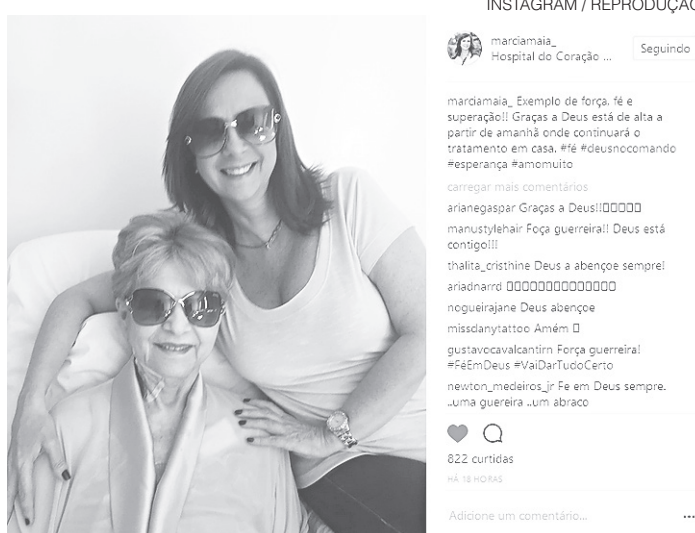 INSTAGRAM / REPRODUÇÃO
marciamaia_
Hospital do Coração ...
Seguindo
marciamaia_ Exemplo de força, fé e
superação!! Graças a Deus está de alta a
partir de amanhã onde continuará o
tratamento em casa. #fé #deusnocomando
#esperança #amomuito
carregar mais comentários
arianegaspar Graças a Deus!!
manustylehair Foça guerreira!! Deus está
contigo!!!
thalita_cristhine Deus a abençoe sempre!
ariadnarrd
nogueirajane Deus abençoe
missdanytattoo Amém
gustavocavalcantirn Força guerreira!
#FéEmDeus #VaiDarTudoCerto
newton_medeiros_jr Fe em Deus sempre.
..uma guereira ..um abraco
822 curtidas
HÁ 18 HORAS
Adicione um comentário...